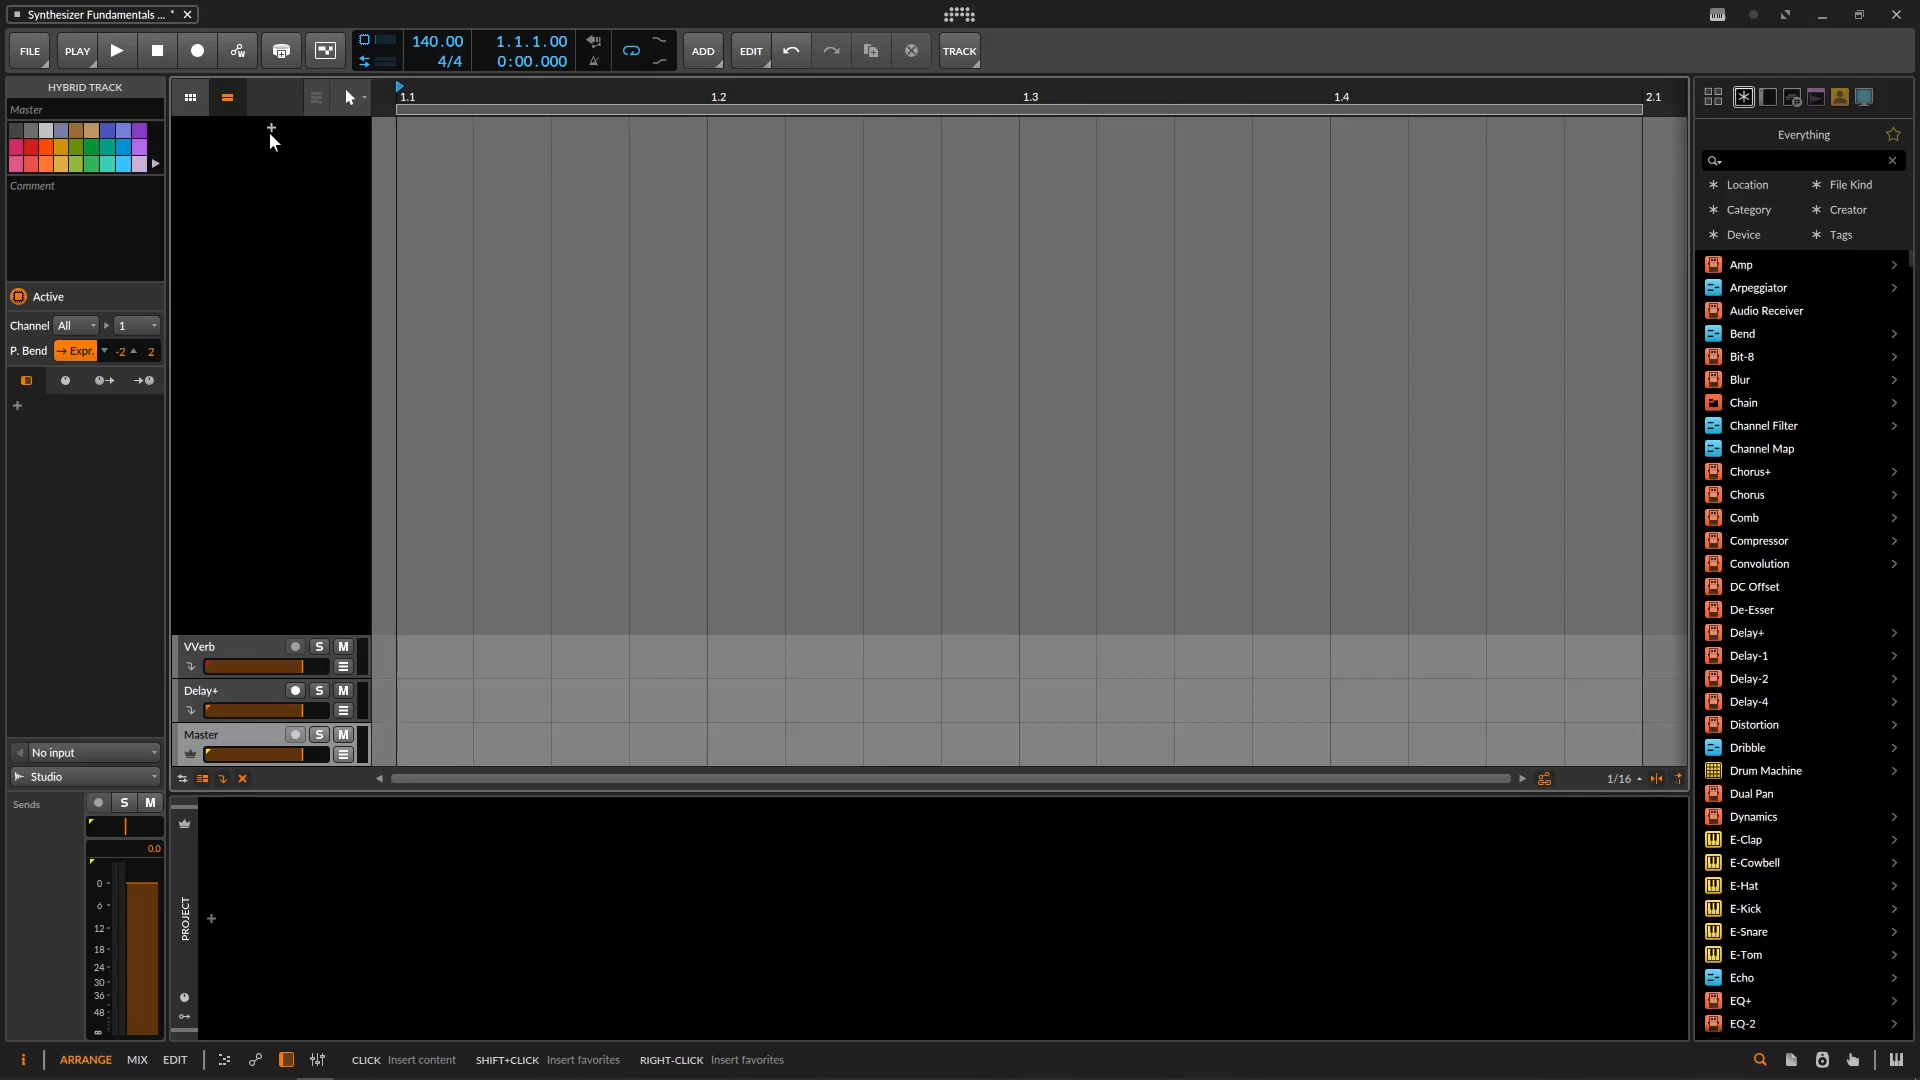 Synthesizer Fundamentals ... *
FILE
PLAY
140.00
4/4
1.1.1.00
0:00.000
ADD
EDIT
TRACK
HYBRID TRACK
Master
Comment
Active
Channel All 1
P. Bend Expr. -2 2
No input
Studio
Sends
S M
0.0
0
6
12
18
24
30
36
48
∞
1.1 1.2 1.3 1.4 2.1
VVerb S M
Delay+ S M
Master S M
1/16
PROJECT
Everything
Location
File Kind
Category
Creator
Device
Tags
Amp
Arpeggiator
Audio Receiver
Bend
Bit-8
Blur
Chain
Channel Filter
Channel Map
Chorus+
Chorus
Comb
Compressor
Convolution
DC Offset
De-Esser
Delay+
Delay-1
Delay-2
Delay-4
Distortion
Dribble
Drum Machine
Dual Pan
Dynamics
E-Clap
E-Cowbell
E-Hat
E-Kick
E-Snare
E-Tom
Echo
EQ+
EQ-2
i ARRANGE MIX EDIT
CLICK Insert content SHIFT+CLICK Insert favorites RIGHT-CLICK Insert favorites